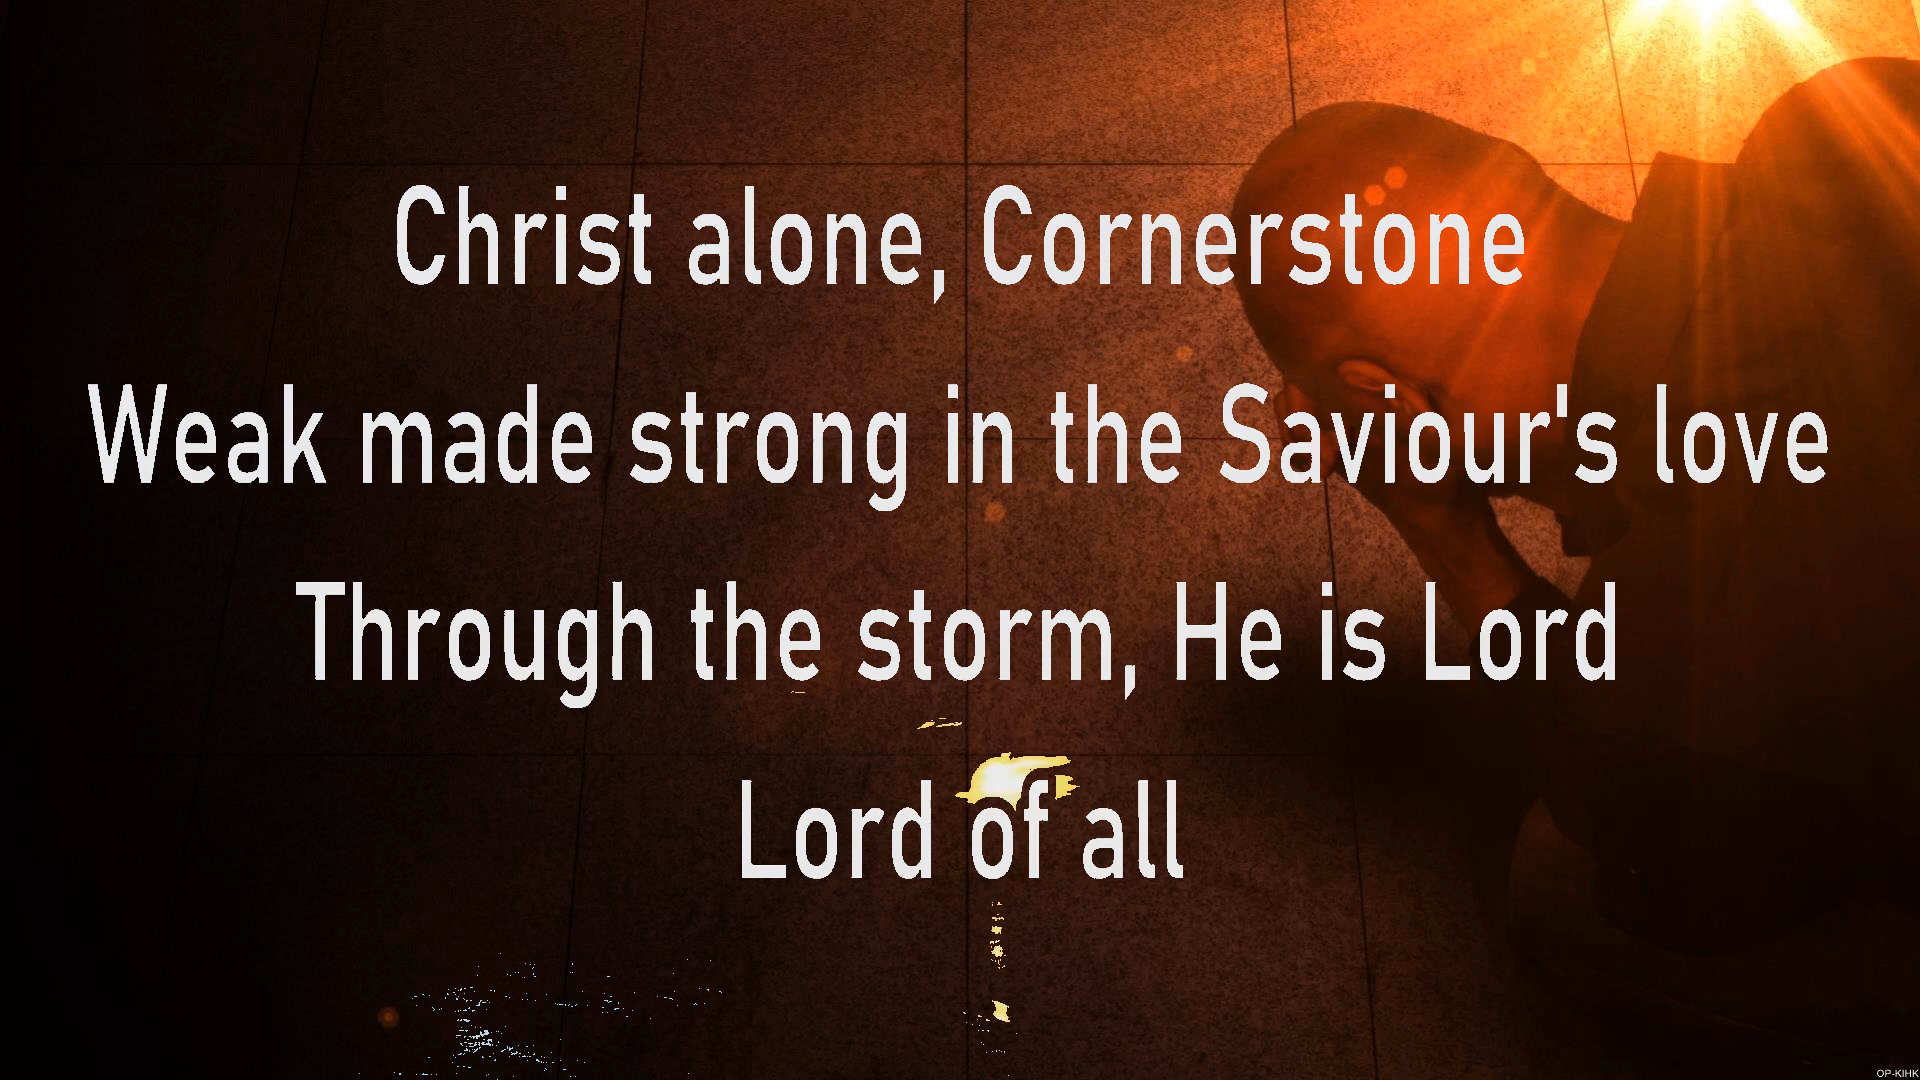 Christ alone, Cornerstone
Weak made strong in the Saviour's love
Through the storm, He is Lord
Lord of all
OP-KIHK